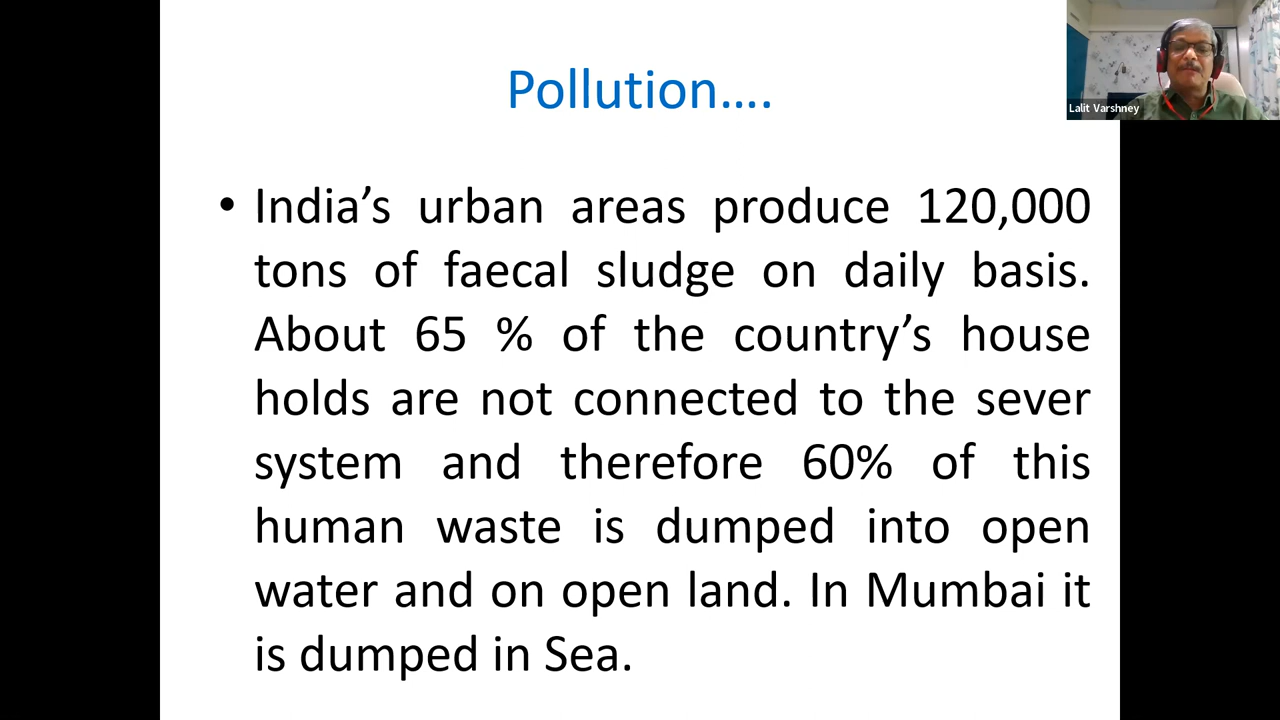 Pollution....
Lalit Varshney
• India’s urban areas produce 120,000
tons of faecal sludge on daily basis.
About 65 % of the country’s house
holds are not connected to the sever
system and therefore 60% of this
human waste is dumped into open
water and on open land. In Mumbai it
is dumped in Sea.